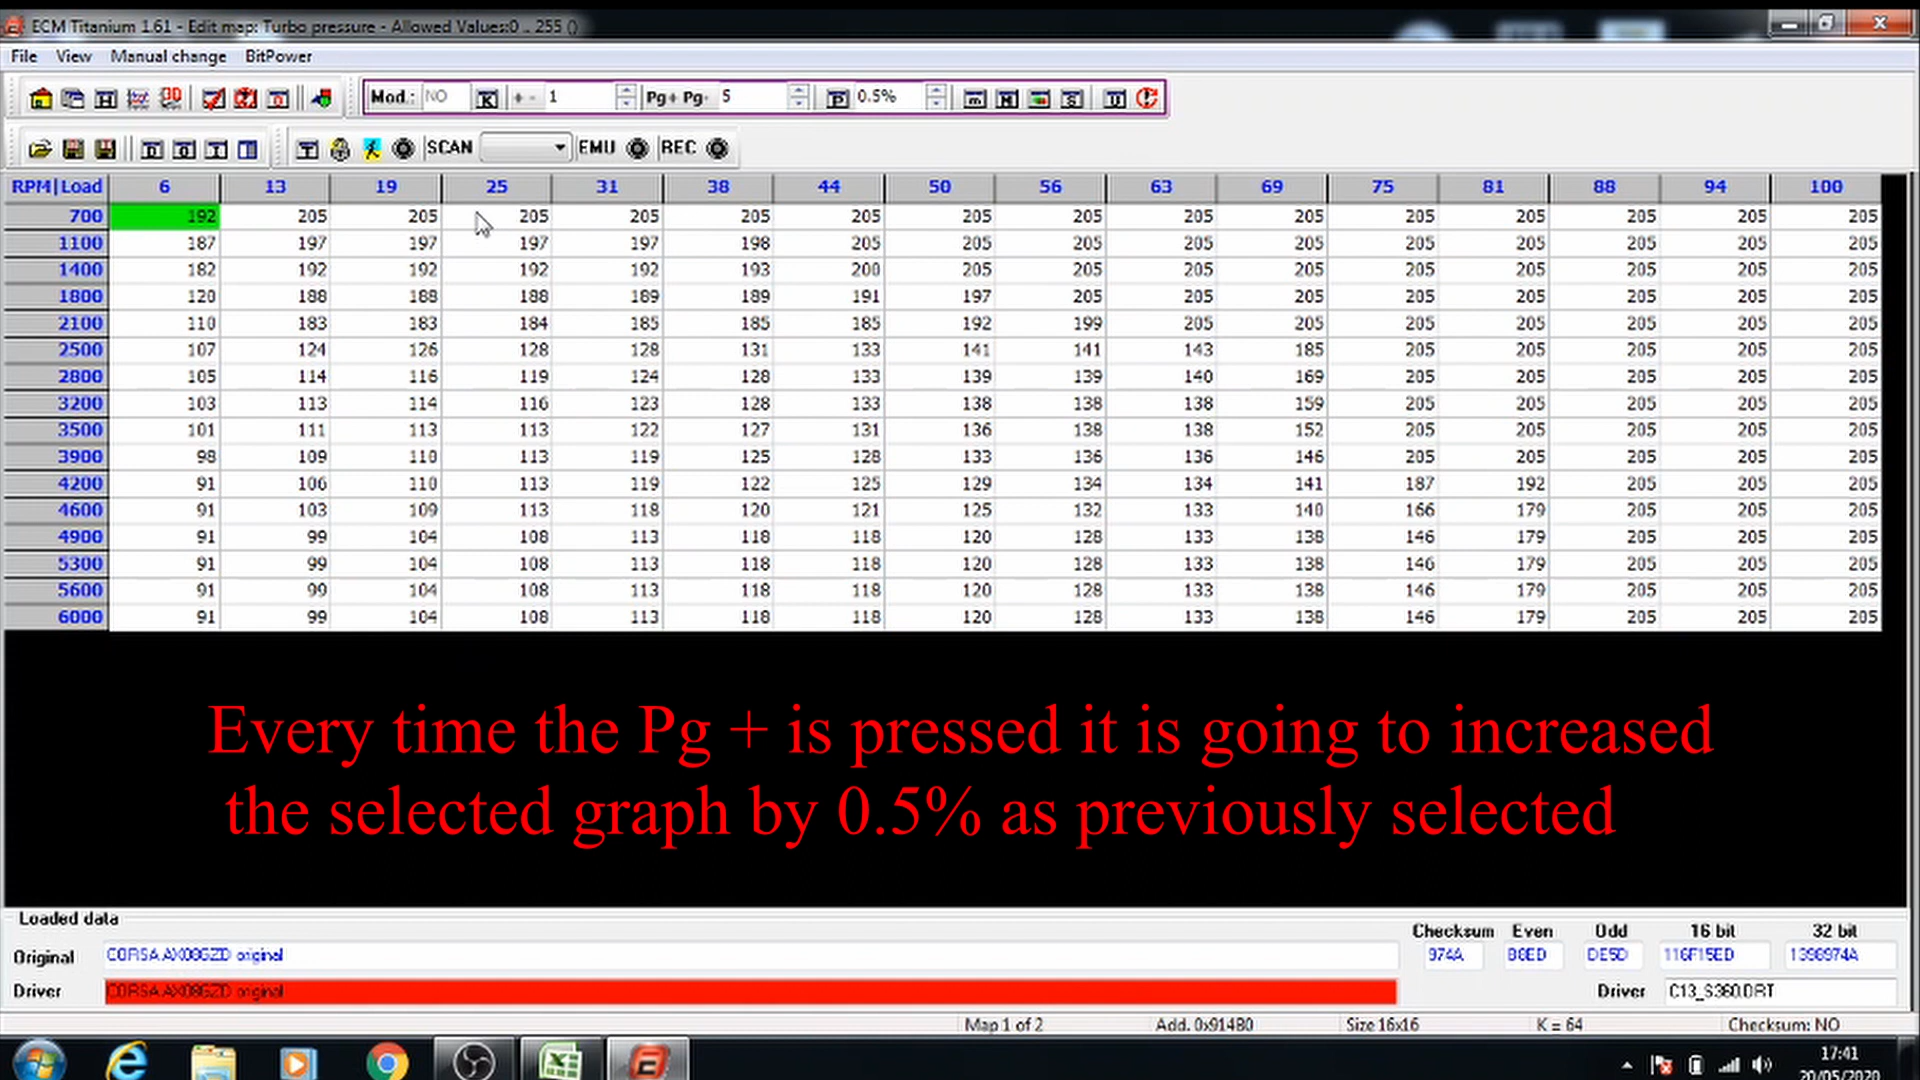 ECM Titanium 1.61 - Edit map: Turbo pressure - Allowed Values:0 .. 255 ()
File View Manual change BitPower
Mod.: NO K + - 1 Pg+ Pg- 5 P 0.5%
SCAN EMU REC
RPM|Load 6 13 19 25 31 38 44 50 56 63 69 75 81 88 94 100
700 192 205 205 205 205 205 205 205 205 205 205 205 205 205 205 205
1100 187 197 197 197 197 198 205 205 205 205 205 205 205 205 205 205
1400 182 192 192 192 192 193 200 205 205 205 205 205 205 205 205 205
1800 120 188 188 188 189 189 191 197 205 205 205 205 205 205 205 205
2100 110 183 183 184 185 185 185 192 199 205 205 205 205 205 205 205
2500 107 124 126 128 128 131 133 141 141 143 185 205 205 205 205 205
2800 105 114 116 119 124 128 133 139 139 140 169 205 205 205 205 205
3200 103 113 114 116 123 128 133 138 138 138 159 205 205 205 205 205
3500 101 111 113 113 122 127 131 136 138 138 152 205 205 205 205 205
3900 98 109 110 113 119 125 128 133 136 136 146 205 205 205 205 205
4200 91 106 110 113 119 122 125 129 134 134 141 187 192 205 205 205
4600 91 103 109 113 118 120 121 125 132 133 140 166 179 205 205 205
4900 91 99 104 108 113 118 118 120 128 133 138 146 179 205 205 205
5300 91 99 104 108 113 118 118 120 128 133 138 146 179 205 205 205
5600 91 99 104 108 113 118 118 120 128 133 138 146 179 205 205 205
6000 91 99 104 108 113 118 118 120 128 133 138 146 179 205 205 205
Every time the Pg + is pressed it is going to increased
the selected graph by 0.5% as previously selected
Loaded data
Checksum Even Odd 16 bit 32 bit
Original CORSA AX08GZD original 974A B8ED DE5D 116F15ED 1398974A
Driver CORSA AX08GZD original Driver C13_S360.DRT
Map 1 of 2 Add. 0x914B0 Size 16x16 K = 64 Checksum: NO
17:41
20/05/2020